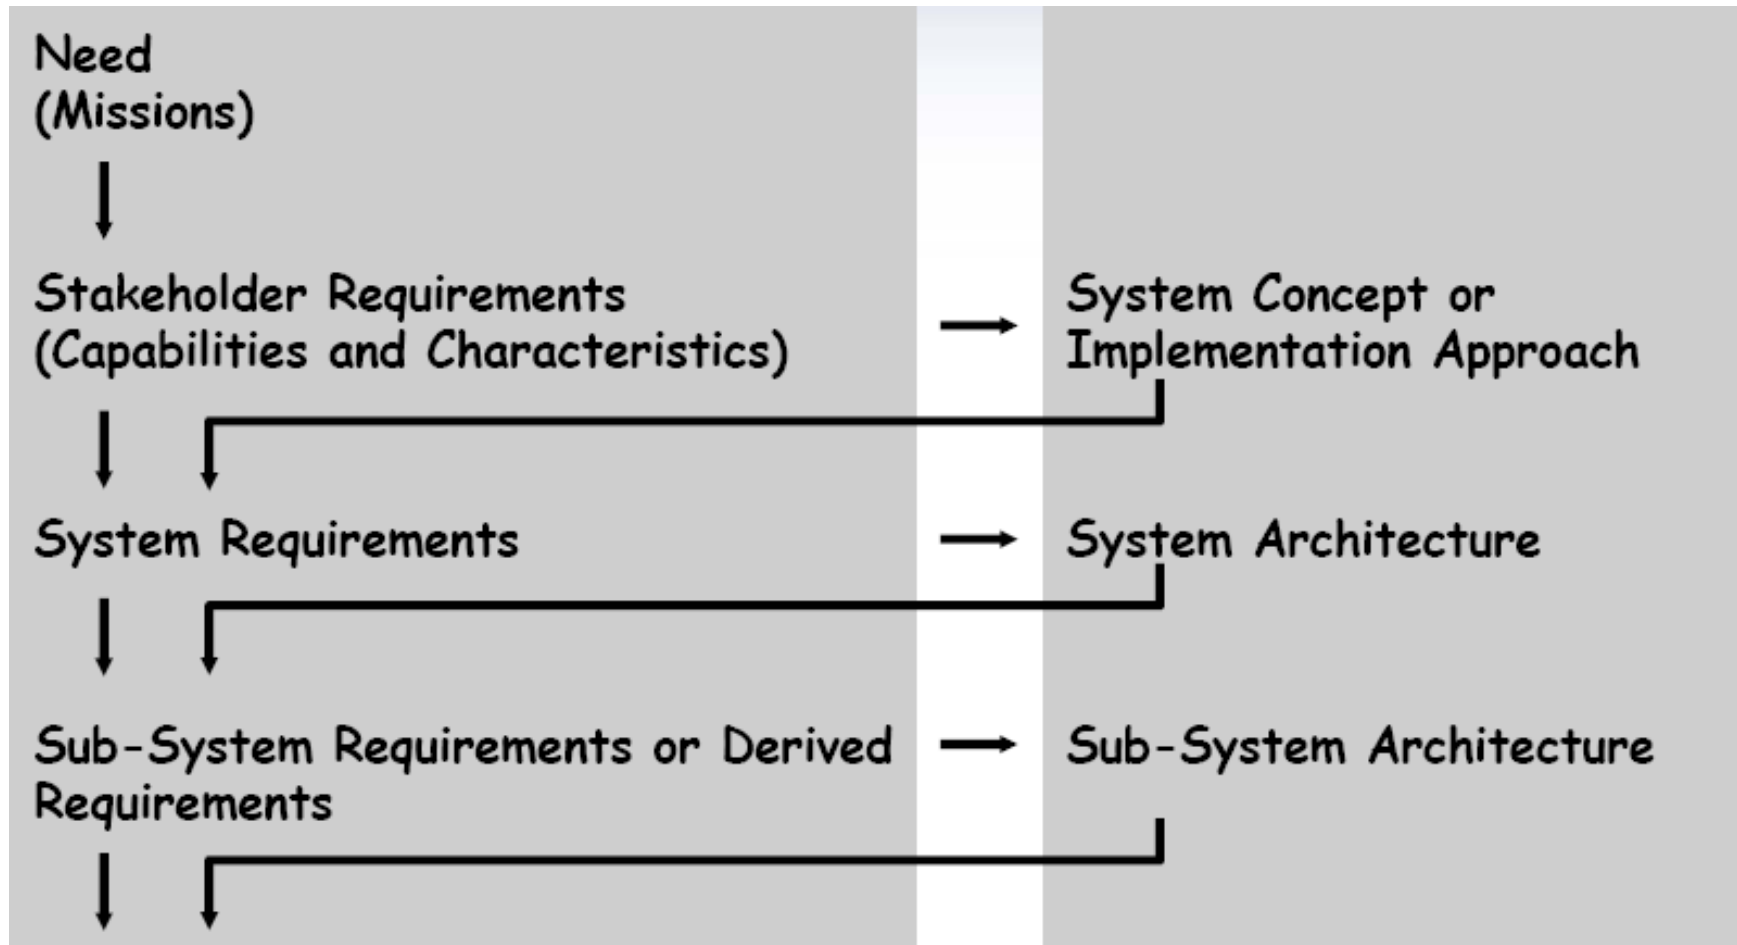 Need
(Missions)
Stakeholder Requirements
(Capabilities and Characteristics)
System Concept or
Implementation Approach
System Requirements
System Architecture
Sub-System Requirements or Derived
Requirements
Sub-System Architecture